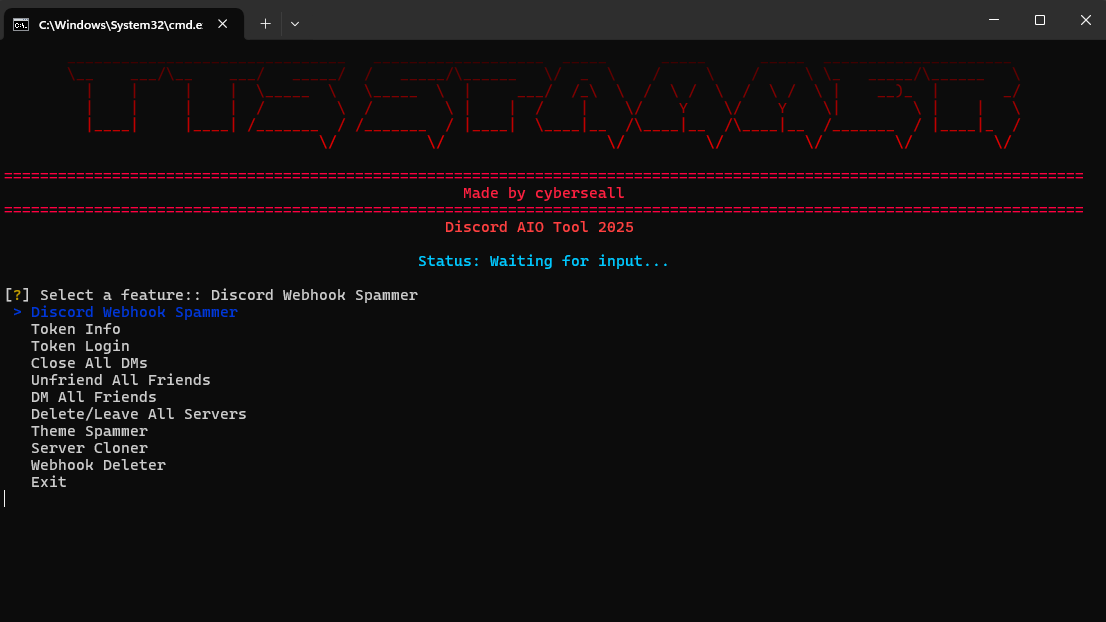 C:\Windows\System32\cmd.e
Made by cyberseall
Discord AIO Tool 2025
Status: Waiting for input...
[?] Select a feature:: Discord Webhook Spammer
> Discord Webhook Spammer
Token Info
Token Login
Close All DMs
Unfriend All Friends
DM All Friends
Delete/Leave All Servers
Theme Spammer
Server Cloner
Webhook Deleter
Exit